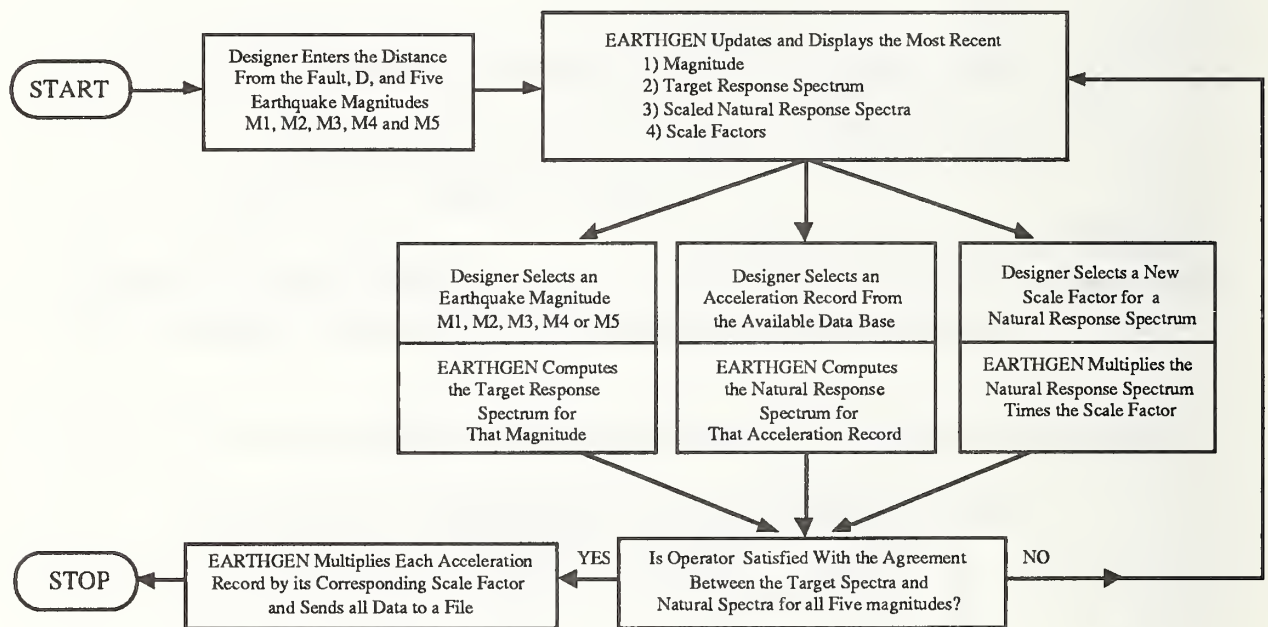 START
Designer Enters the Distance
From the Fault, D, and Five
Earthquake Magnitudes
M1, M2, M3, M4 and M5
EARTHGEN Updates and Displays the Most Recent
1) Magnitude
2) Target Response Spectrum
3) Scaled Natural Response Spectra
4) Scale Factors
Designer Selects an
Earthquake Magnitude
M1, M2, M3, M4 or M5
EARTHGEN Computes
the Target Response
Spectrum for
That Magnitude
Designer Selects an
Acceleration Record From
the Available Data Base
EARTHGEN Computes
the Natural Response
Spectrum for
That Acceleration Record
Designer Selects a New
Scale Factor for a
Natural Response Spectrum
EARTHGEN Multiplies the
Natural Response Spectrum
Times the Scale Factor
STOP
EARTHGEN Multiplies Each Acceleration
Record by its Corresponding Scale Factor
and Sends all Data to a File
YES
Is Operator Satisfied With the Agreement
Between the Target Spectra and
Natural Spectra for all Five magnitudes?
NO